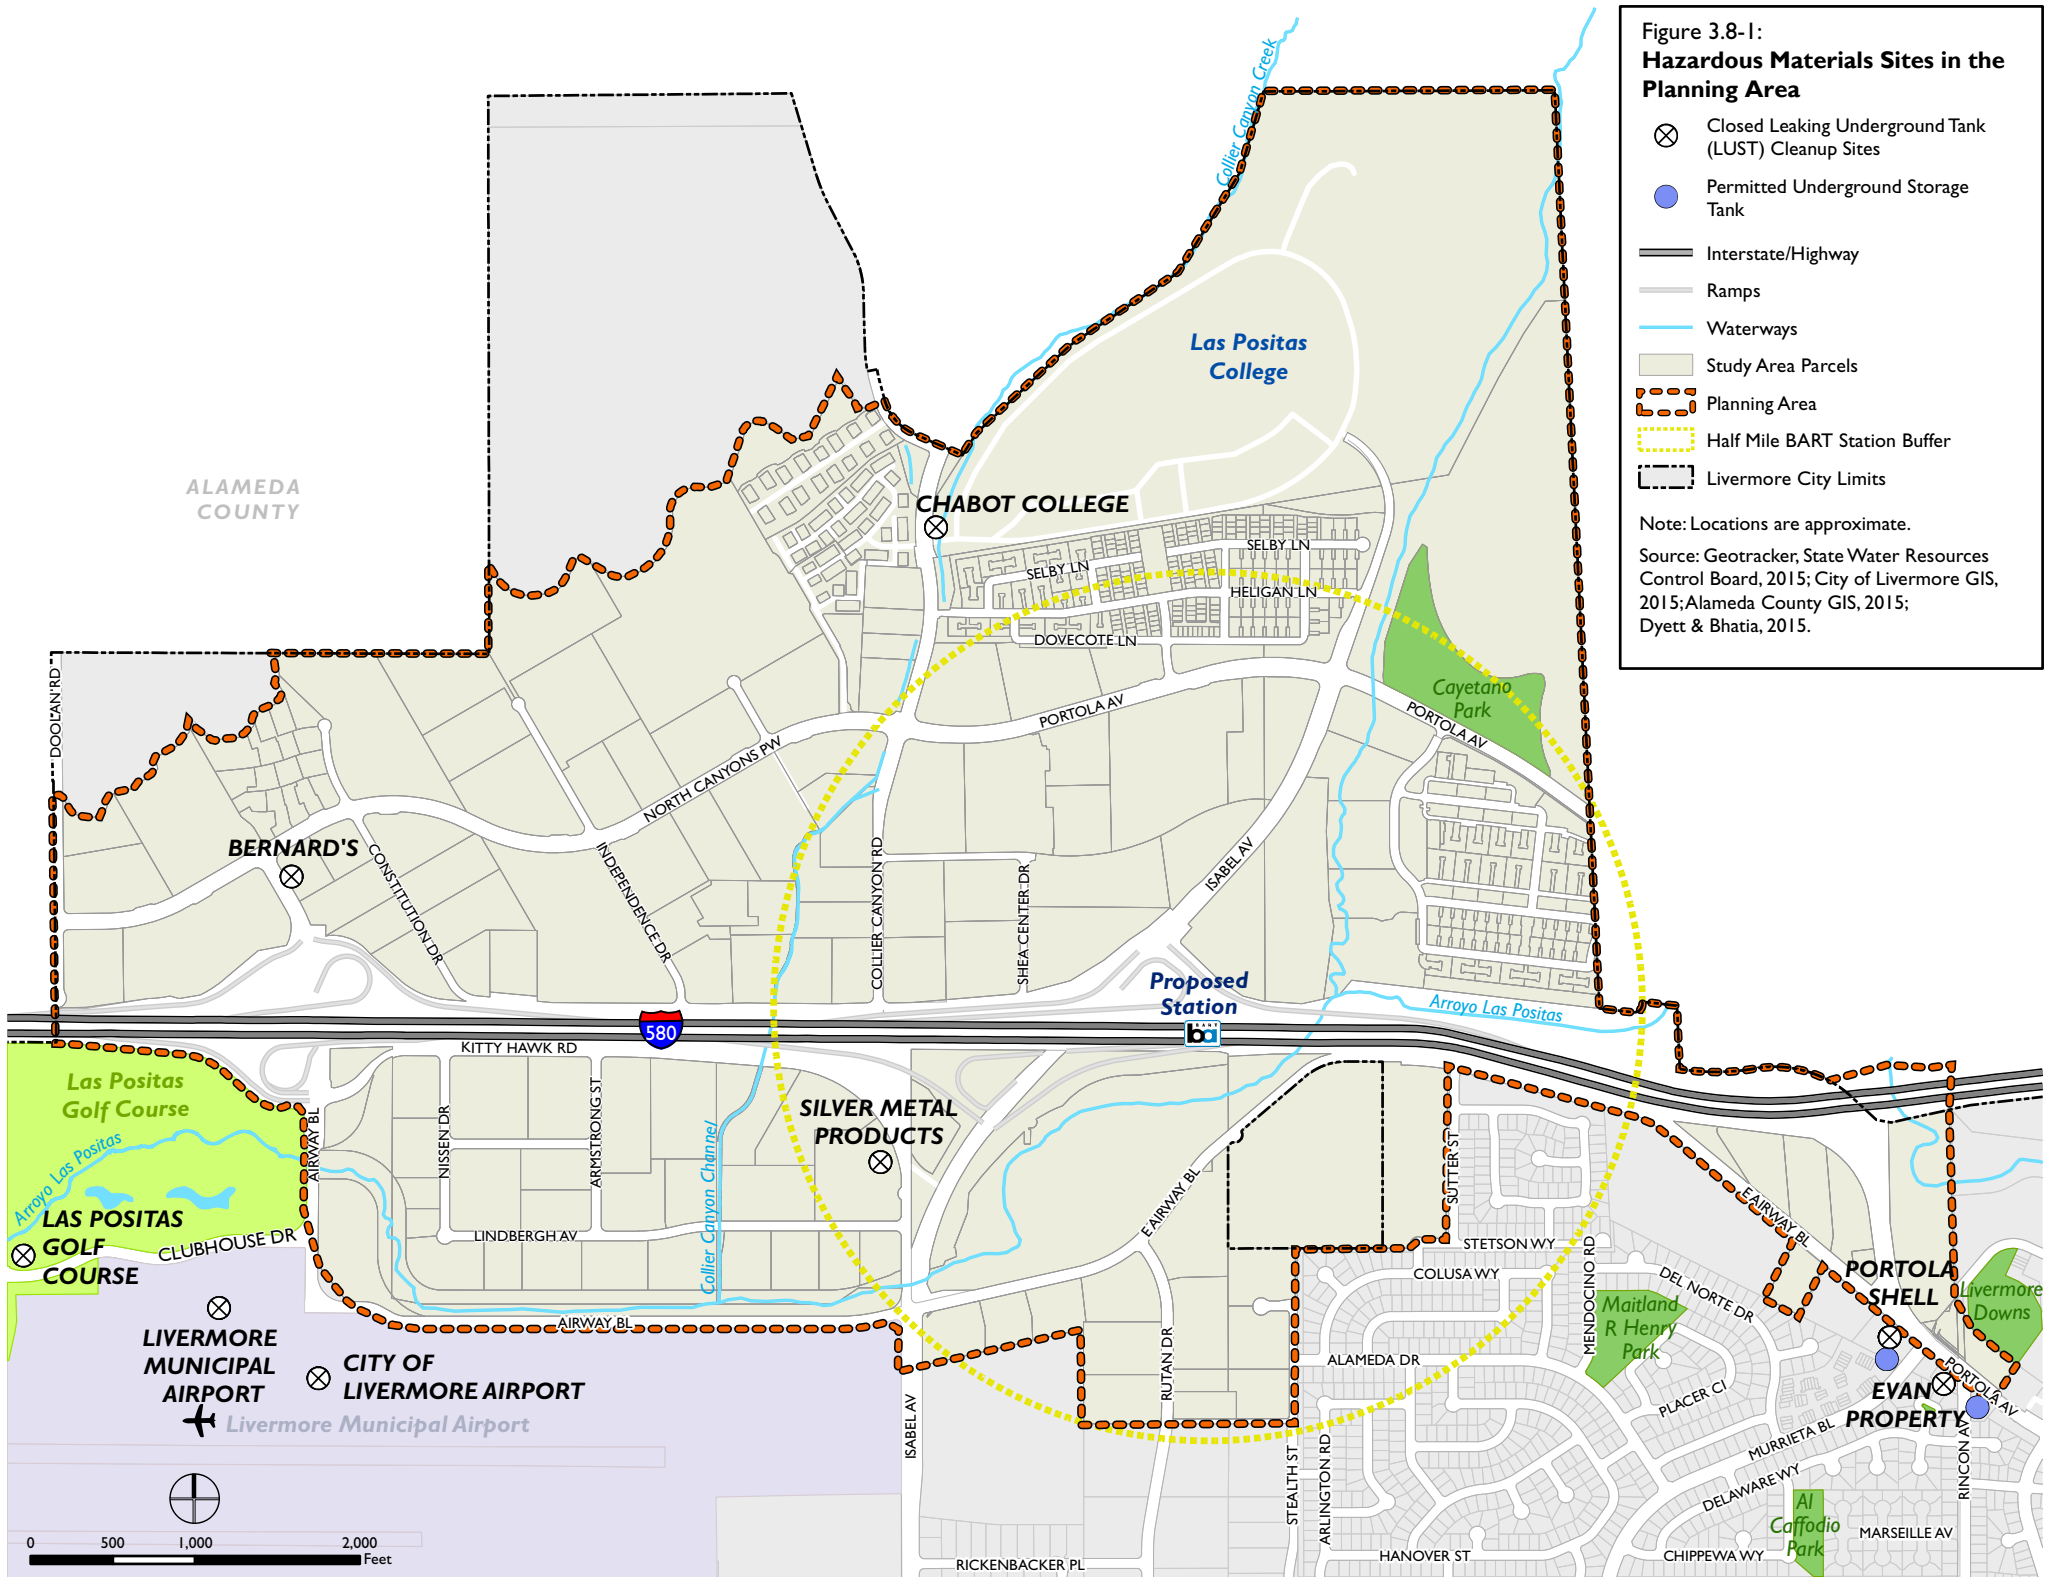 Figure 3.8-1:
Hazardous Materials Sites in the
Planning Area
Closed Leaking Underground Tank
(LUST) Cleanup Sites
Permitted Underground Storage
Tank
Interstate/Highway
Ramps
Waterways
Study Area Parcels
Planning Area
Half Mile BART Station Buffer
Livermore City Limits
Note: Locations are approximate.
Source: Geotracker, State Water Resources
Control Board, 2015; City of Livermore GIS,
2015; Alameda County GIS, 2015;
Dyett & Bhatia, 2015.
Collier Canyon Creek
Las Positas
College
ALAMEDA
COUNTY
CHABOT COLLEGE
SELBY LN
SELBY LN
HELIGAN LN
DOVECOTE LN
DOOLAN RD
Cayetano
Park
PORTOLA AV
PORTOLA AV
NORTH CANYONS PW
BERNARD'S
CONSTITUTION DR
INDEPENDENCE DR
COLLIER CANYON RD
SHEA CENTER DR
ISABEL AV
Proposed
Station
BART
ba
Arroyo Las Positas
580
KITTY HAWK RD
Las Positas
Golf Course
Arroyo Las Positas
AIRWAY BL
NISSEN DR
ARMSTRONG ST
SILVER METAL
PRODUCTS
Collier Canyon Channel
E AIRWAY BL
SUTTER ST
E AIRWAY BL
LAS POSITAS
GOLF
COURSE
CLUBHOUSE DR
LINDBERGH AV
STETSON WY
COLUSA WY
MENDOCINO RD
DEL NORTE DR
PORTOLA
SHELL
Livermore
Downs
Maitland
R Henry
Park
LIVERMORE
MUNICIPAL
AIRPORT
CITY OF
LIVERMORE AIRPORT
AIRWAY BL
RUTAN DR
ALAMEDA DR
PLACER CI
EVAN
PROPERTY
PORTOLA AV
Livermore Municipal Airport
ISABEL AV
STEALTH ST
ARLINGTON RD
MURRIETA BL
DELAWARE WY
RINCON AV
Al
Caffodio
Park
MARSEILLE AV
0 500 1,000 2,000
Feet
RICKENBACKER PL
HANOVER ST
CHIPPEWA WY